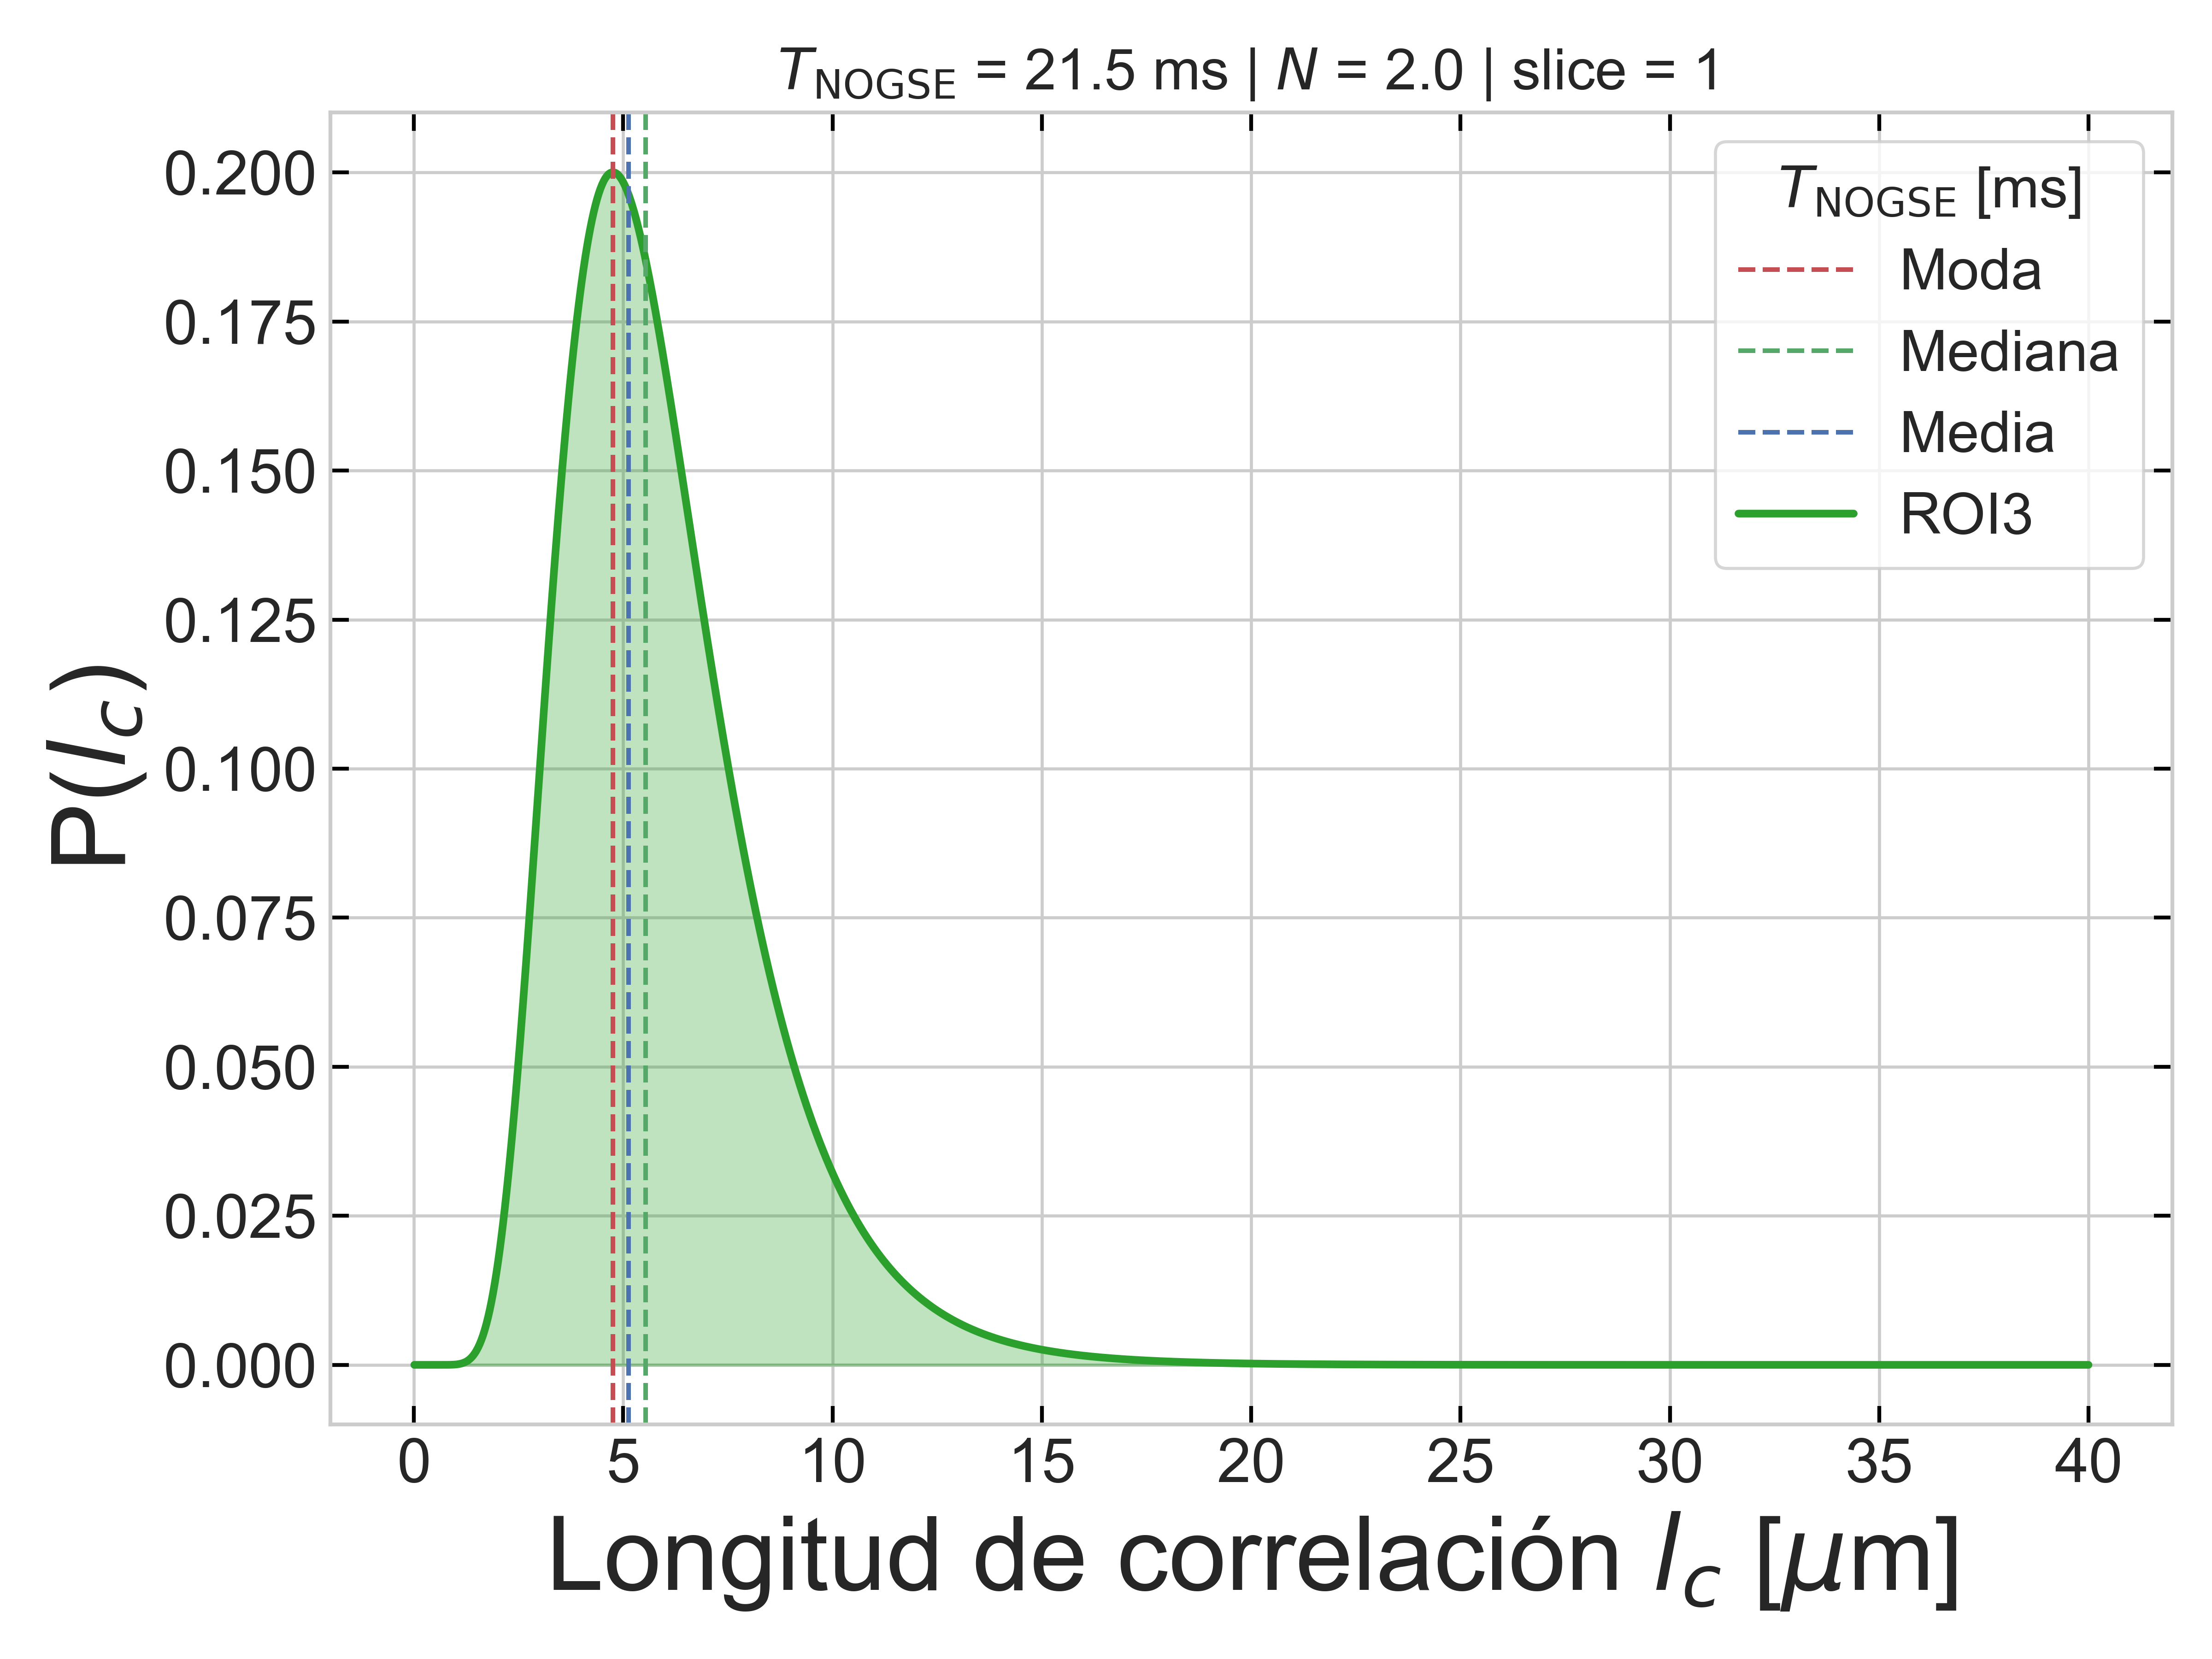 T_NOGSE = 21.5 ms | N = 2.0 | slice = 1
T_NOGSE [ms]
Moda
Mediana
Media
ROI3
P(l_c)
0.200
0.175
0.150
0.125
0.100
0.075
0.050
0.025
0.000
0 5 10 15 20 25 30 35 40
Longitud de correlación l_c [μm]